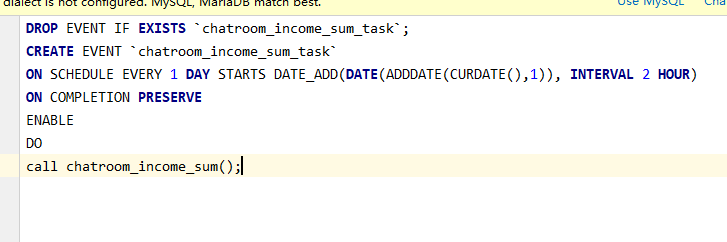 dialect is not configured. MySQL, MariaDB match best.
Use MySQL
DROP EVENT IF EXISTS `chatroom_income_sum_task`;
CREATE EVENT `chatroom_income_sum_task`
ON SCHEDULE EVERY 1 DAY STARTS DATE_ADD(DATE(ADDDATE(CURDATE(),1)), INTERVAL 2 HOUR)
ON COMPLETION PRESERVE
ENABLE
DO
call chatroom_income_sum();